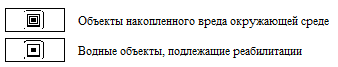 Объекты накопленного вреда окружающей среде
Водные объекты, подлежащие реабилитации